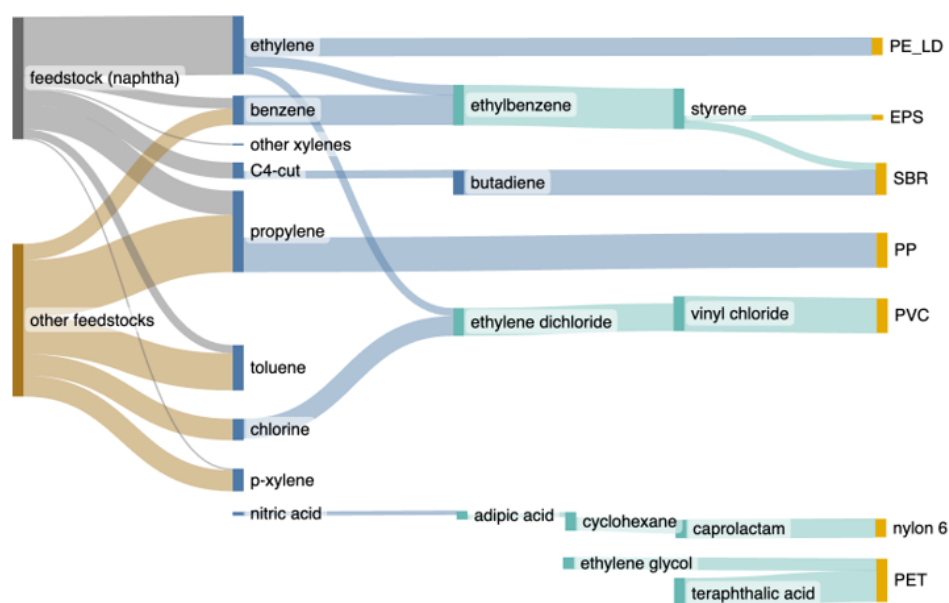 ethylene
PE_LD
feedstock (naphtha)
benzene
ethylbenzene
styrene
EPS
other xylenes
C4-cut
butadiene
SBR
propylene
PP
other feedstocks
ethylene dichloride
vinyl chloride
PVC
toluene
chlorine
p-xylene
nitric acid
adipic acid
cyclohexane
caprolactam
nylon 6
ethylene glycol
PET
teraphthalic acid